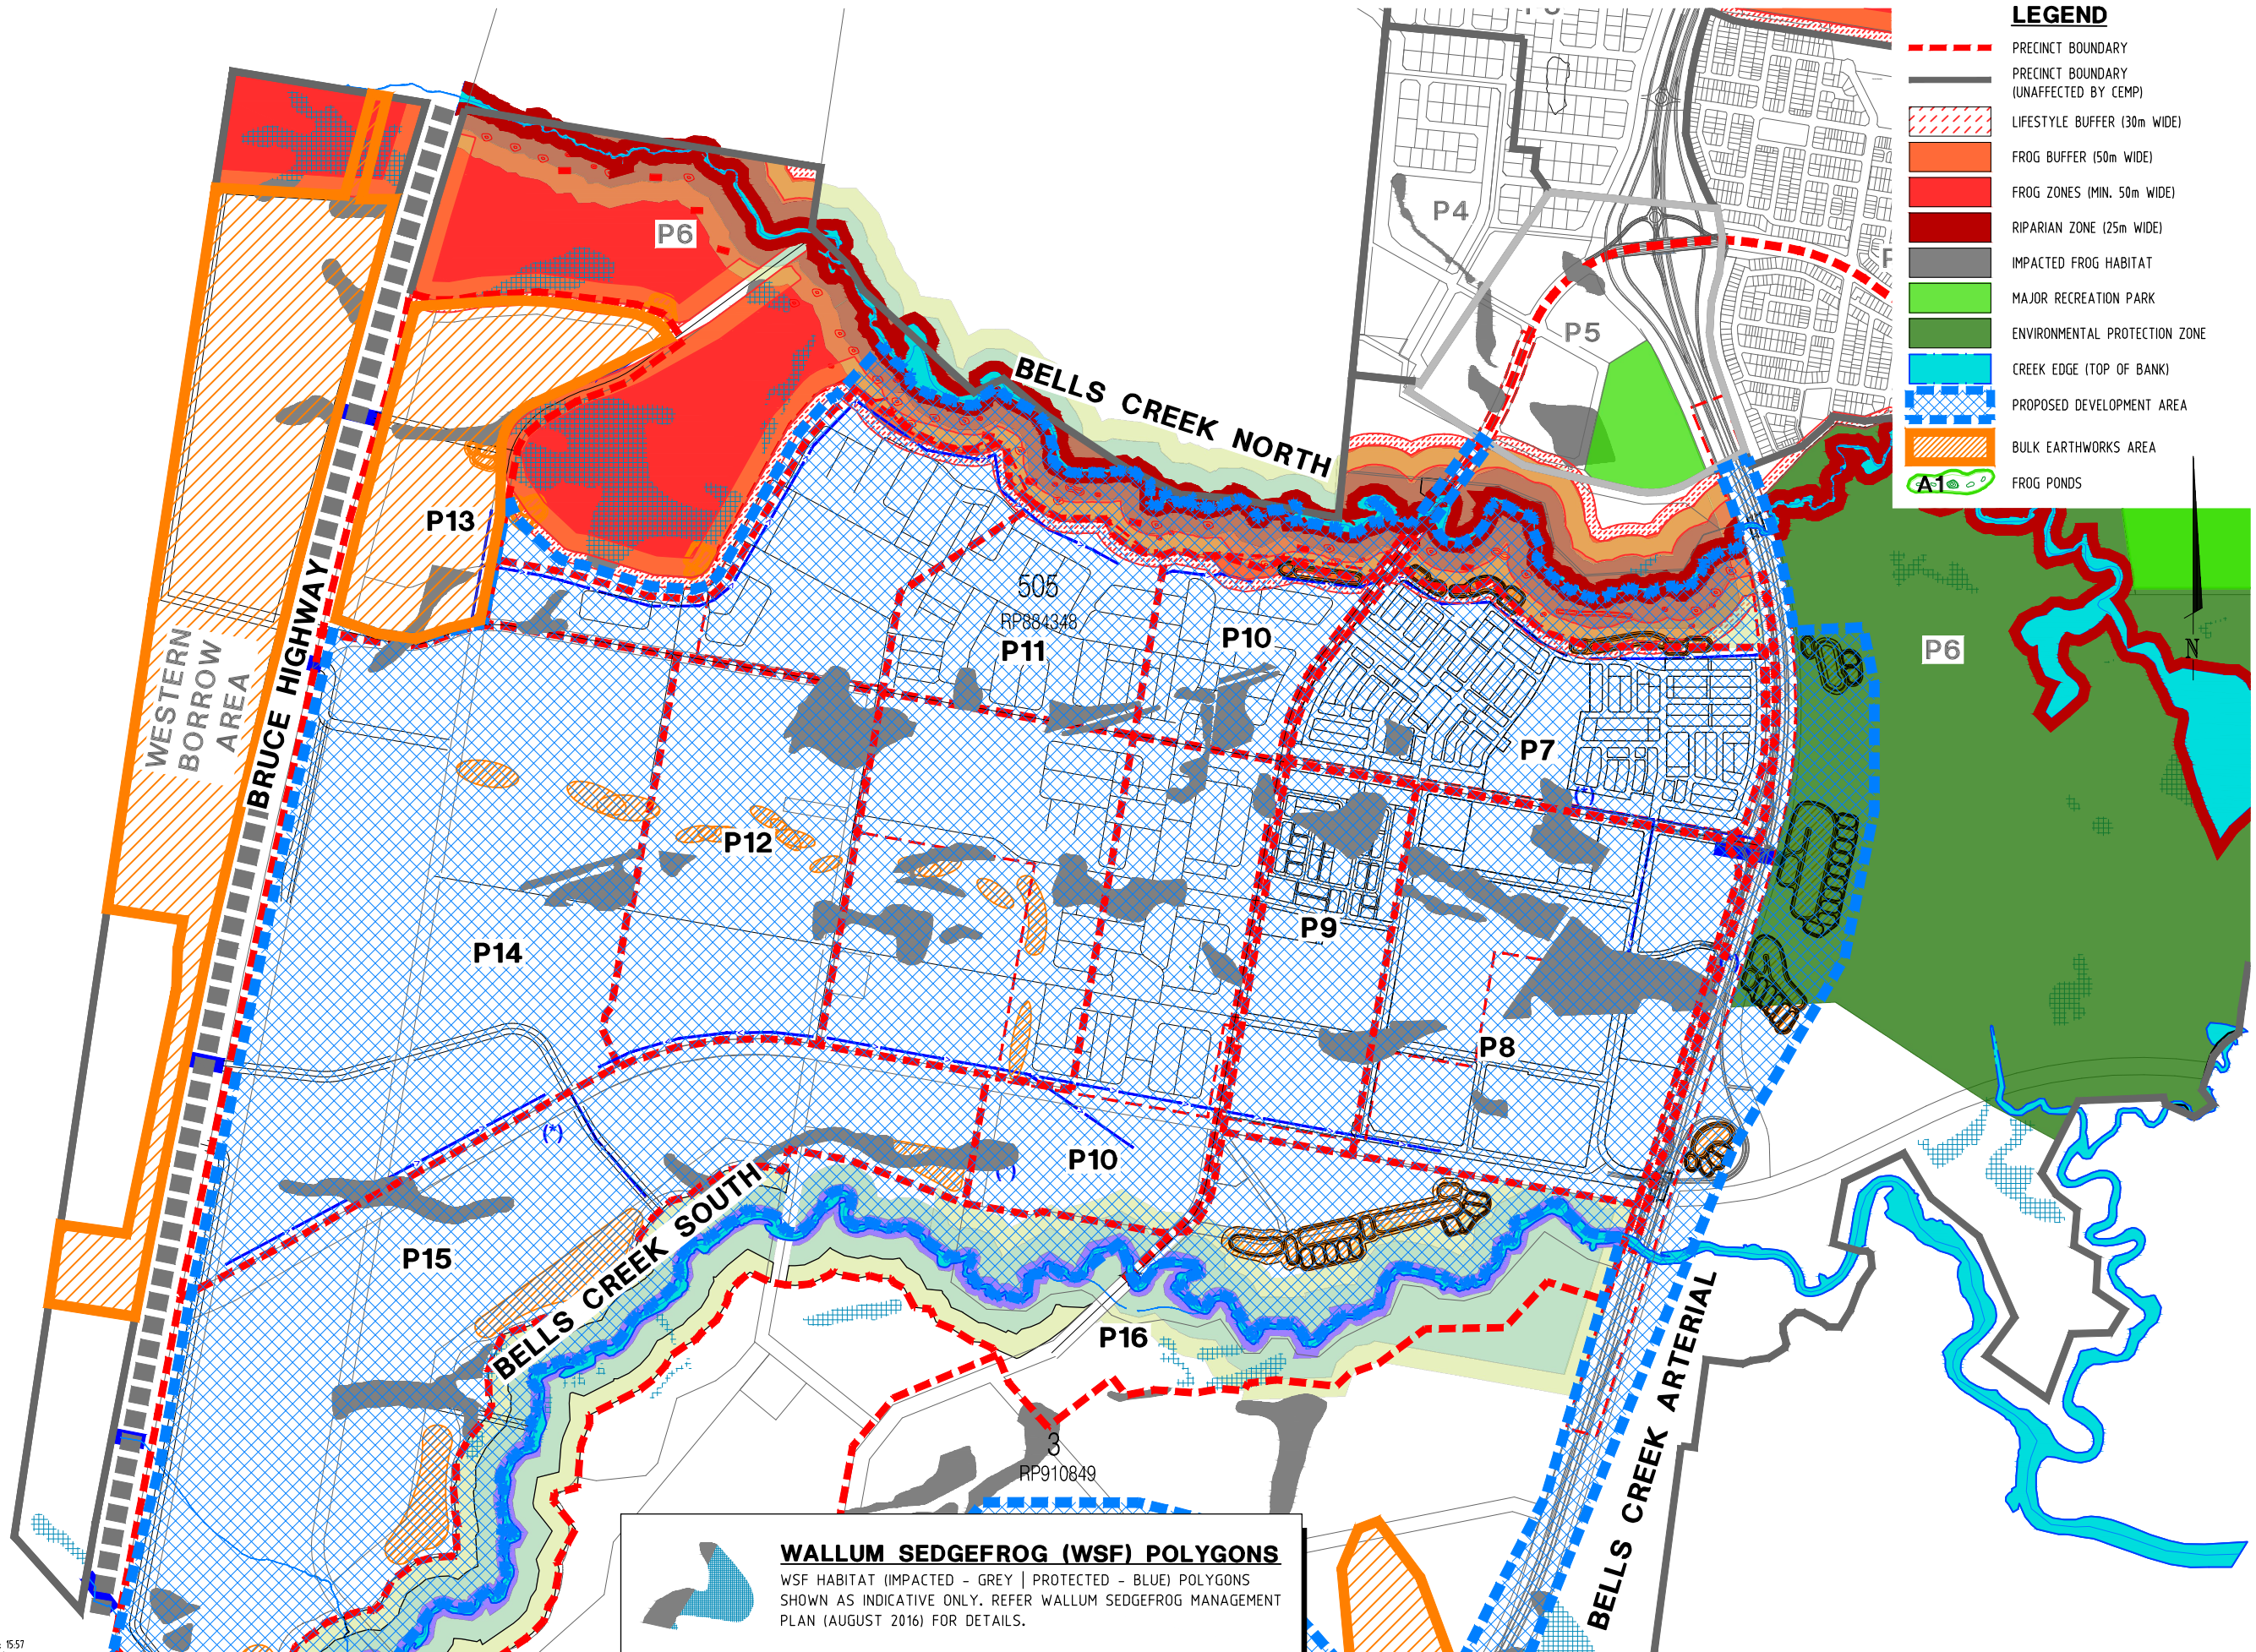 LEGEND
PRECINCT BOUNDARY
PRECINCT BOUNDARY
(UNAFFECTED BY CEMP)
LIFESTYLE BUFFER (30m WIDE)
FROG BUFFER (50m WIDE)
FROG ZONES (MIN. 50m WIDE)
RIPARIAN ZONE (25m WIDE)
IMPACTED FROG HABITAT
MAJOR RECREATION PARK
ENVIRONMENTAL PROTECTION ZONE
CREEK EDGE (TOP OF BANK)
PROPOSED DEVELOPMENT AREA
BULK EARTHWORKS AREA
A1
FROG PONDS
N
P4
P6
P5
BELLS CREEK NORTH
P13
505
RP884348
P11
P10
P6
WESTERN
BORROW
AREA
BRUCE HIGHWAY
P7
(*)
P12
P9
P14
P8
(*)
P10
P15
BELLS CREEK SOUTH
P16
BELLS CREEK ARTERIAL
3
RP910849
WALLUM SEDGEFROG (WSF) POLYGONS
WSF HABITAT (IMPACTED - GREY | PROTECTED - BLUE) POLYGONS
SHOWN AS INDICATIVE ONLY. REFER WALLUM SEDGEFROG MANAGEMENT
PLAN (AUGUST 2016) FOR DETAILS.
15:57